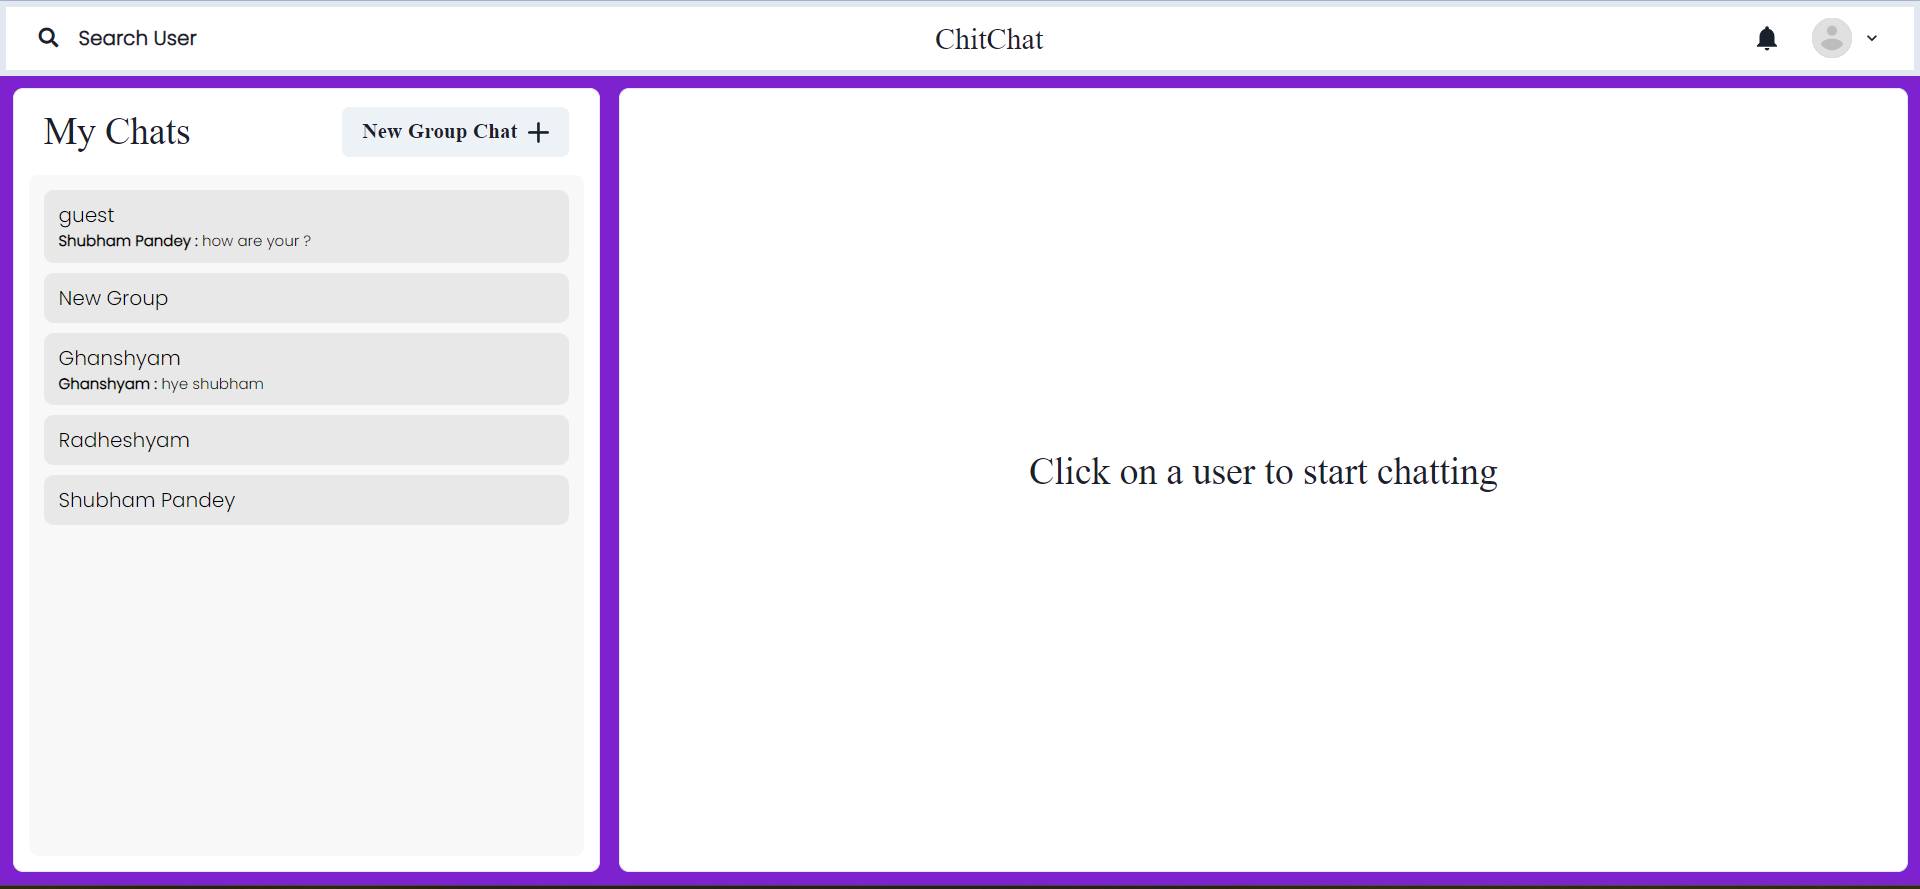 Search User
ChitChat
My Chats
New Group Chat
guest
Shubham Pandey : how are your ?
New Group
Ghanshyam
Ghanshyam : hye shubham
Radheshyam
Shubham Pandey
Click on a user to start chatting